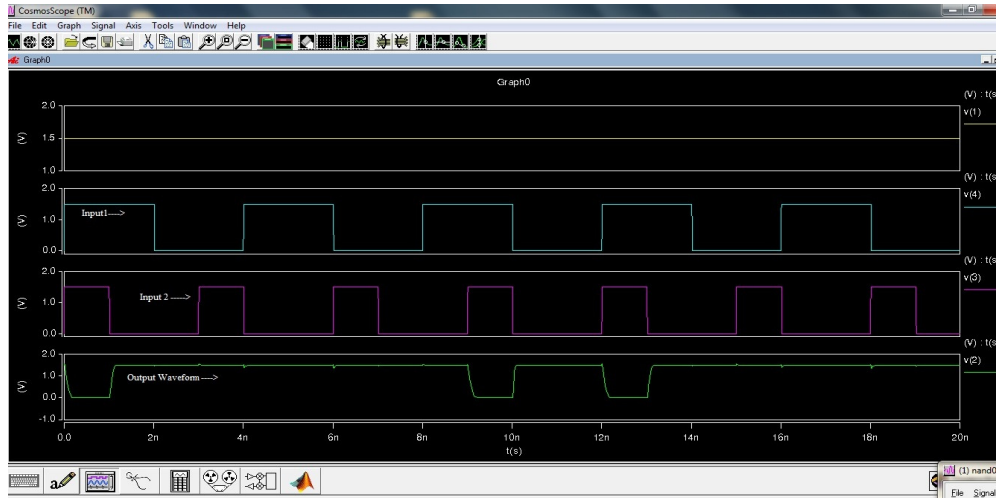 CosmosScope (TM)
File Edit Graph Signal Axis Tools Window Help
Graph0
Graph0
(V) : t(s
2.0
v(1)
(V)
1.5
1.0
(V) : t(s
2.0
v(4)
Input1---->
(V)
1.0
0.0
(V) : t(s
2.0
v(3)
Input 2 ---->
(V)
1.0
0.0
(V) : t(s
2.0
v(2)
Output Waveform---->
1.0
(V)
0.0
-1.0
0.0 2n 4n 6n 8n 10n 12n 14n 16n 18n 20n
t(s)
(1) nand0
File Signal